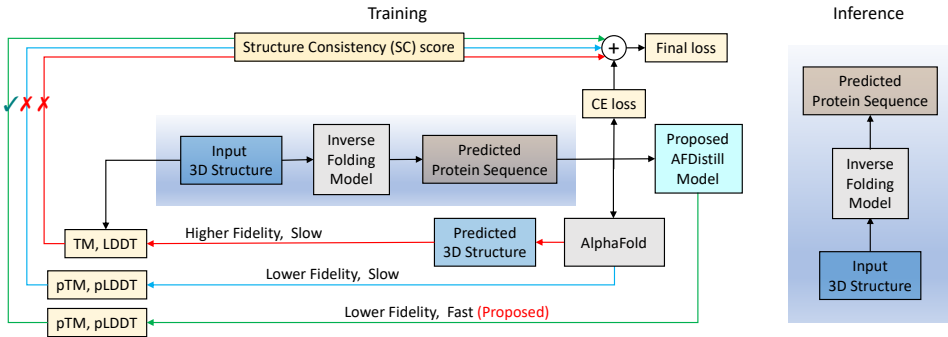 Training
Inference
Structure Consistency (SC) score
+
Final loss
CE loss
Input
3D Structure
Inverse
Folding
Model
Predicted
Protein Sequence
Proposed
AFDistill
Model
TM, LDDT
Higher Fidelity, Slow
Predicted
3D Structure
AlphaFold
pTM, pLDDT
Lower Fidelity, Slow
pTM, pLDDT
Lower Fidelity, Fast (Proposed)
Predicted
Protein Sequence
Inverse
Folding
Model
Input
3D Structure